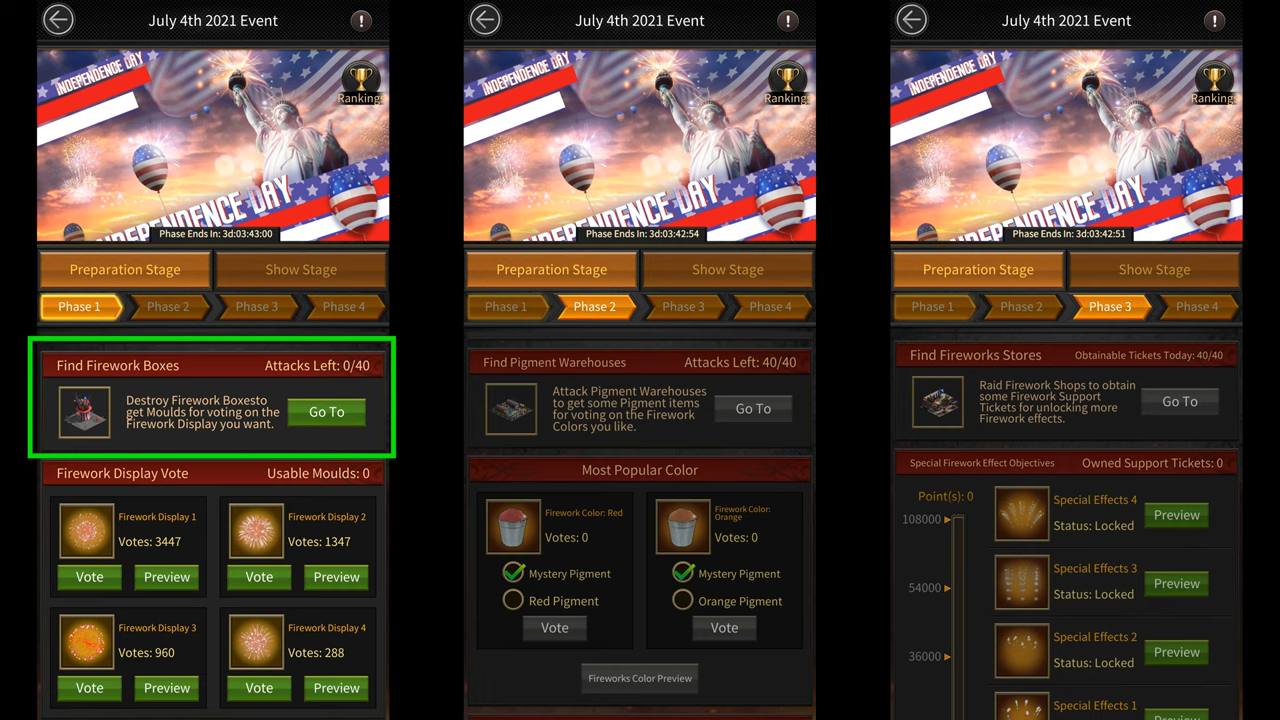 July 4th 2021 Event
!
INDEPENDENCE DAY
Rankings
INDEPENDENCE DAY
Phase Ends In: 3d:03:43:00
Preparation Stage
Show Stage
Phase 1
Phase 2
Phase 3
Phase 4
Find Firework Boxes
Attacks Left: 0/40
Destroy Firework Boxesto
get Moulds for voting on the
Firework Display you want.
Go To
Firework Display Vote
Usable Moulds: 0
Firework Display 1
Votes: 3447
Vote
Preview
Firework Display 2
Votes: 1347
Vote
Preview
Firework Display 3
Votes: 960
Vote
Preview
Firework Display 4
Votes: 288
Vote
Preview
July 4th 2021 Event
!
INDEPENDENCE DAY
Rankings
INDEPENDENCE DAY
Phase Ends In: 3d:03:42:54
Preparation Stage
Show Stage
Phase 1
Phase 2
Phase 3
Phase 4
Find Pigment Warehouses
Attacks Left: 40/40
Attack Pigment Warehouses
to get some Pigment items
for voting on the Firework
Colors you like.
Go To
Most Popular Color
Firework Color: Red
Votes: 0
Mystery Pigment
Red Pigment
Vote
Firework Color:
Orange
Votes: 0
Mystery Pigment
Orange Pigment
Vote
Fireworks Color Preview
July 4th 2021 Event
!
INDEPENDENCE DAY
Rankings
INDEPENDENCE DAY
Phase Ends In: 3d:03:42:51
Preparation Stage
Show Stage
Phase 1
Phase 2
Phase 3
Phase 4
Find Fireworks Stores
Obtainable Tickets Today: 40/40
Raid Firework Shops to obtain
some Firework Support
Tickets for unlocking more
Firework effects.
Go To
Special Firework Effect Objectives
Owned Support Tickets: 0
Point(s): 0
108000
54000
36000
Special Effects 4
Status: Locked
Preview
Special Effects 3
Status: Locked
Preview
Special Effects 2
Status: Locked
Preview
Special Effects 1